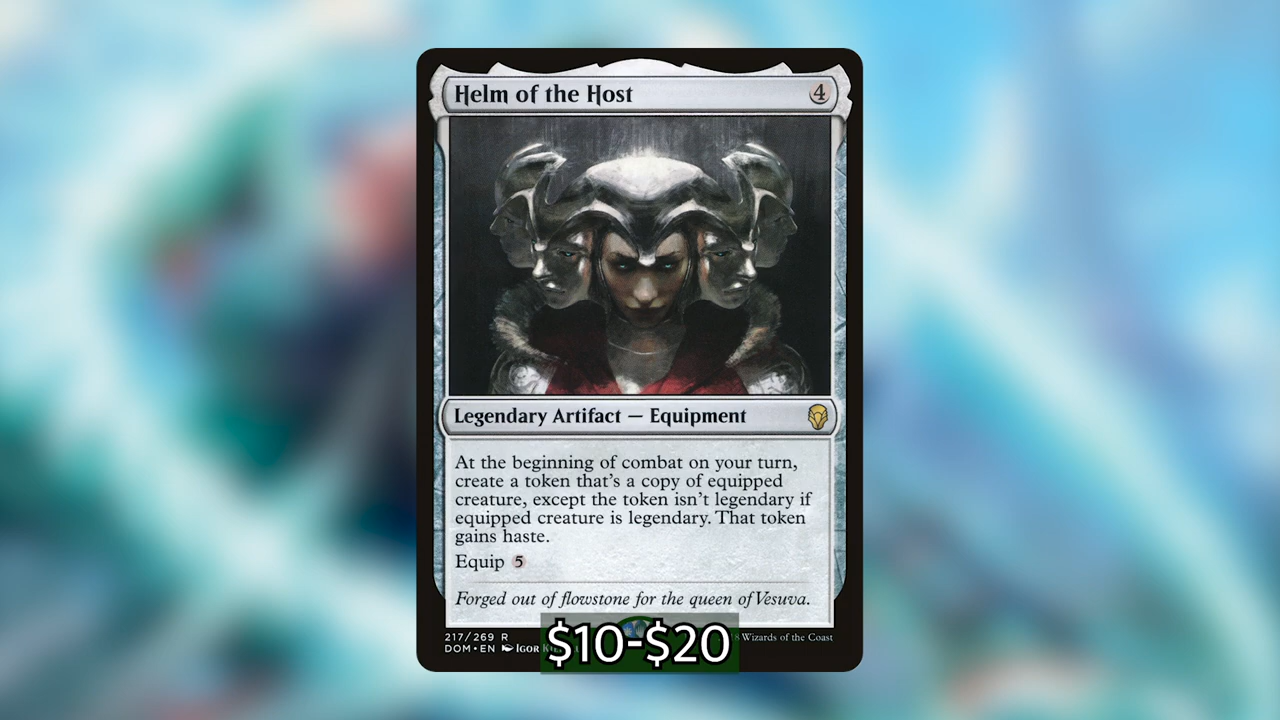 Helm of the Host 4
Legendary Artifact — Equipment
At the beginning of combat on your turn,
create a token that's a copy of equipped
creature, except the token isn't legendary if
equipped creature is legendary. That token
gains haste.
Equip 5
Forged out of flowstone for the queen of Vesuva.
217/269 R
DOM • EN IGOR
Wizards of the Coast
$10-$20